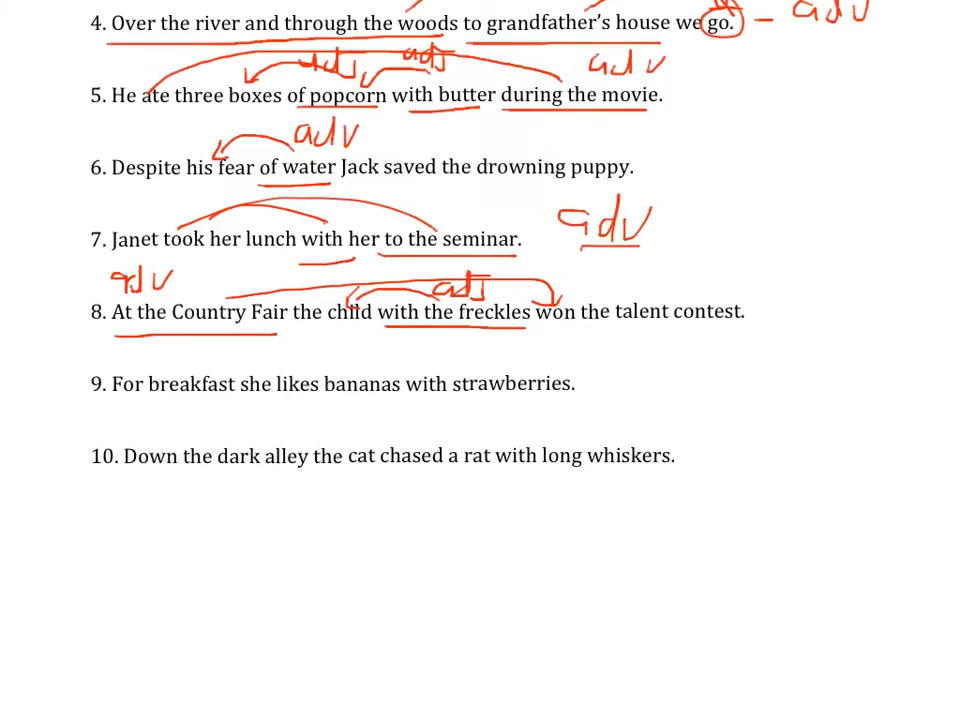 4. Over the river and through the woods to grandfather's house we go. – adv
adj adj adv
5. He ate three boxes of popcorn with butter during the movie.
adv
6. Despite his fear of water Jack saved the drowning puppy.
7. Janet took her lunch with her to the seminar. adv
adv adj
8. At the Country Fair the child with the freckles won the talent contest.
9. For breakfast she likes bananas with strawberries.
10. Down the dark alley the cat chased a rat with long whiskers.